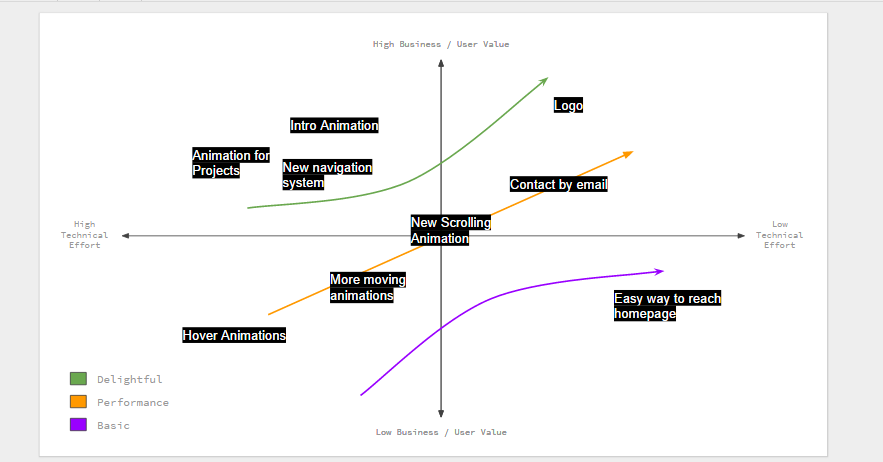 High Business / User Value
Logo
Intro Animation
Animation for
Projects
New navigation
system
Contact by email
New Scrolling
Animation
High
Technical
Effort
Low
Technical
Effort
More moving
animations
Easy way to reach
homepage
Hover Animations
Delightful
Performance
Basic
Low Business / User Value